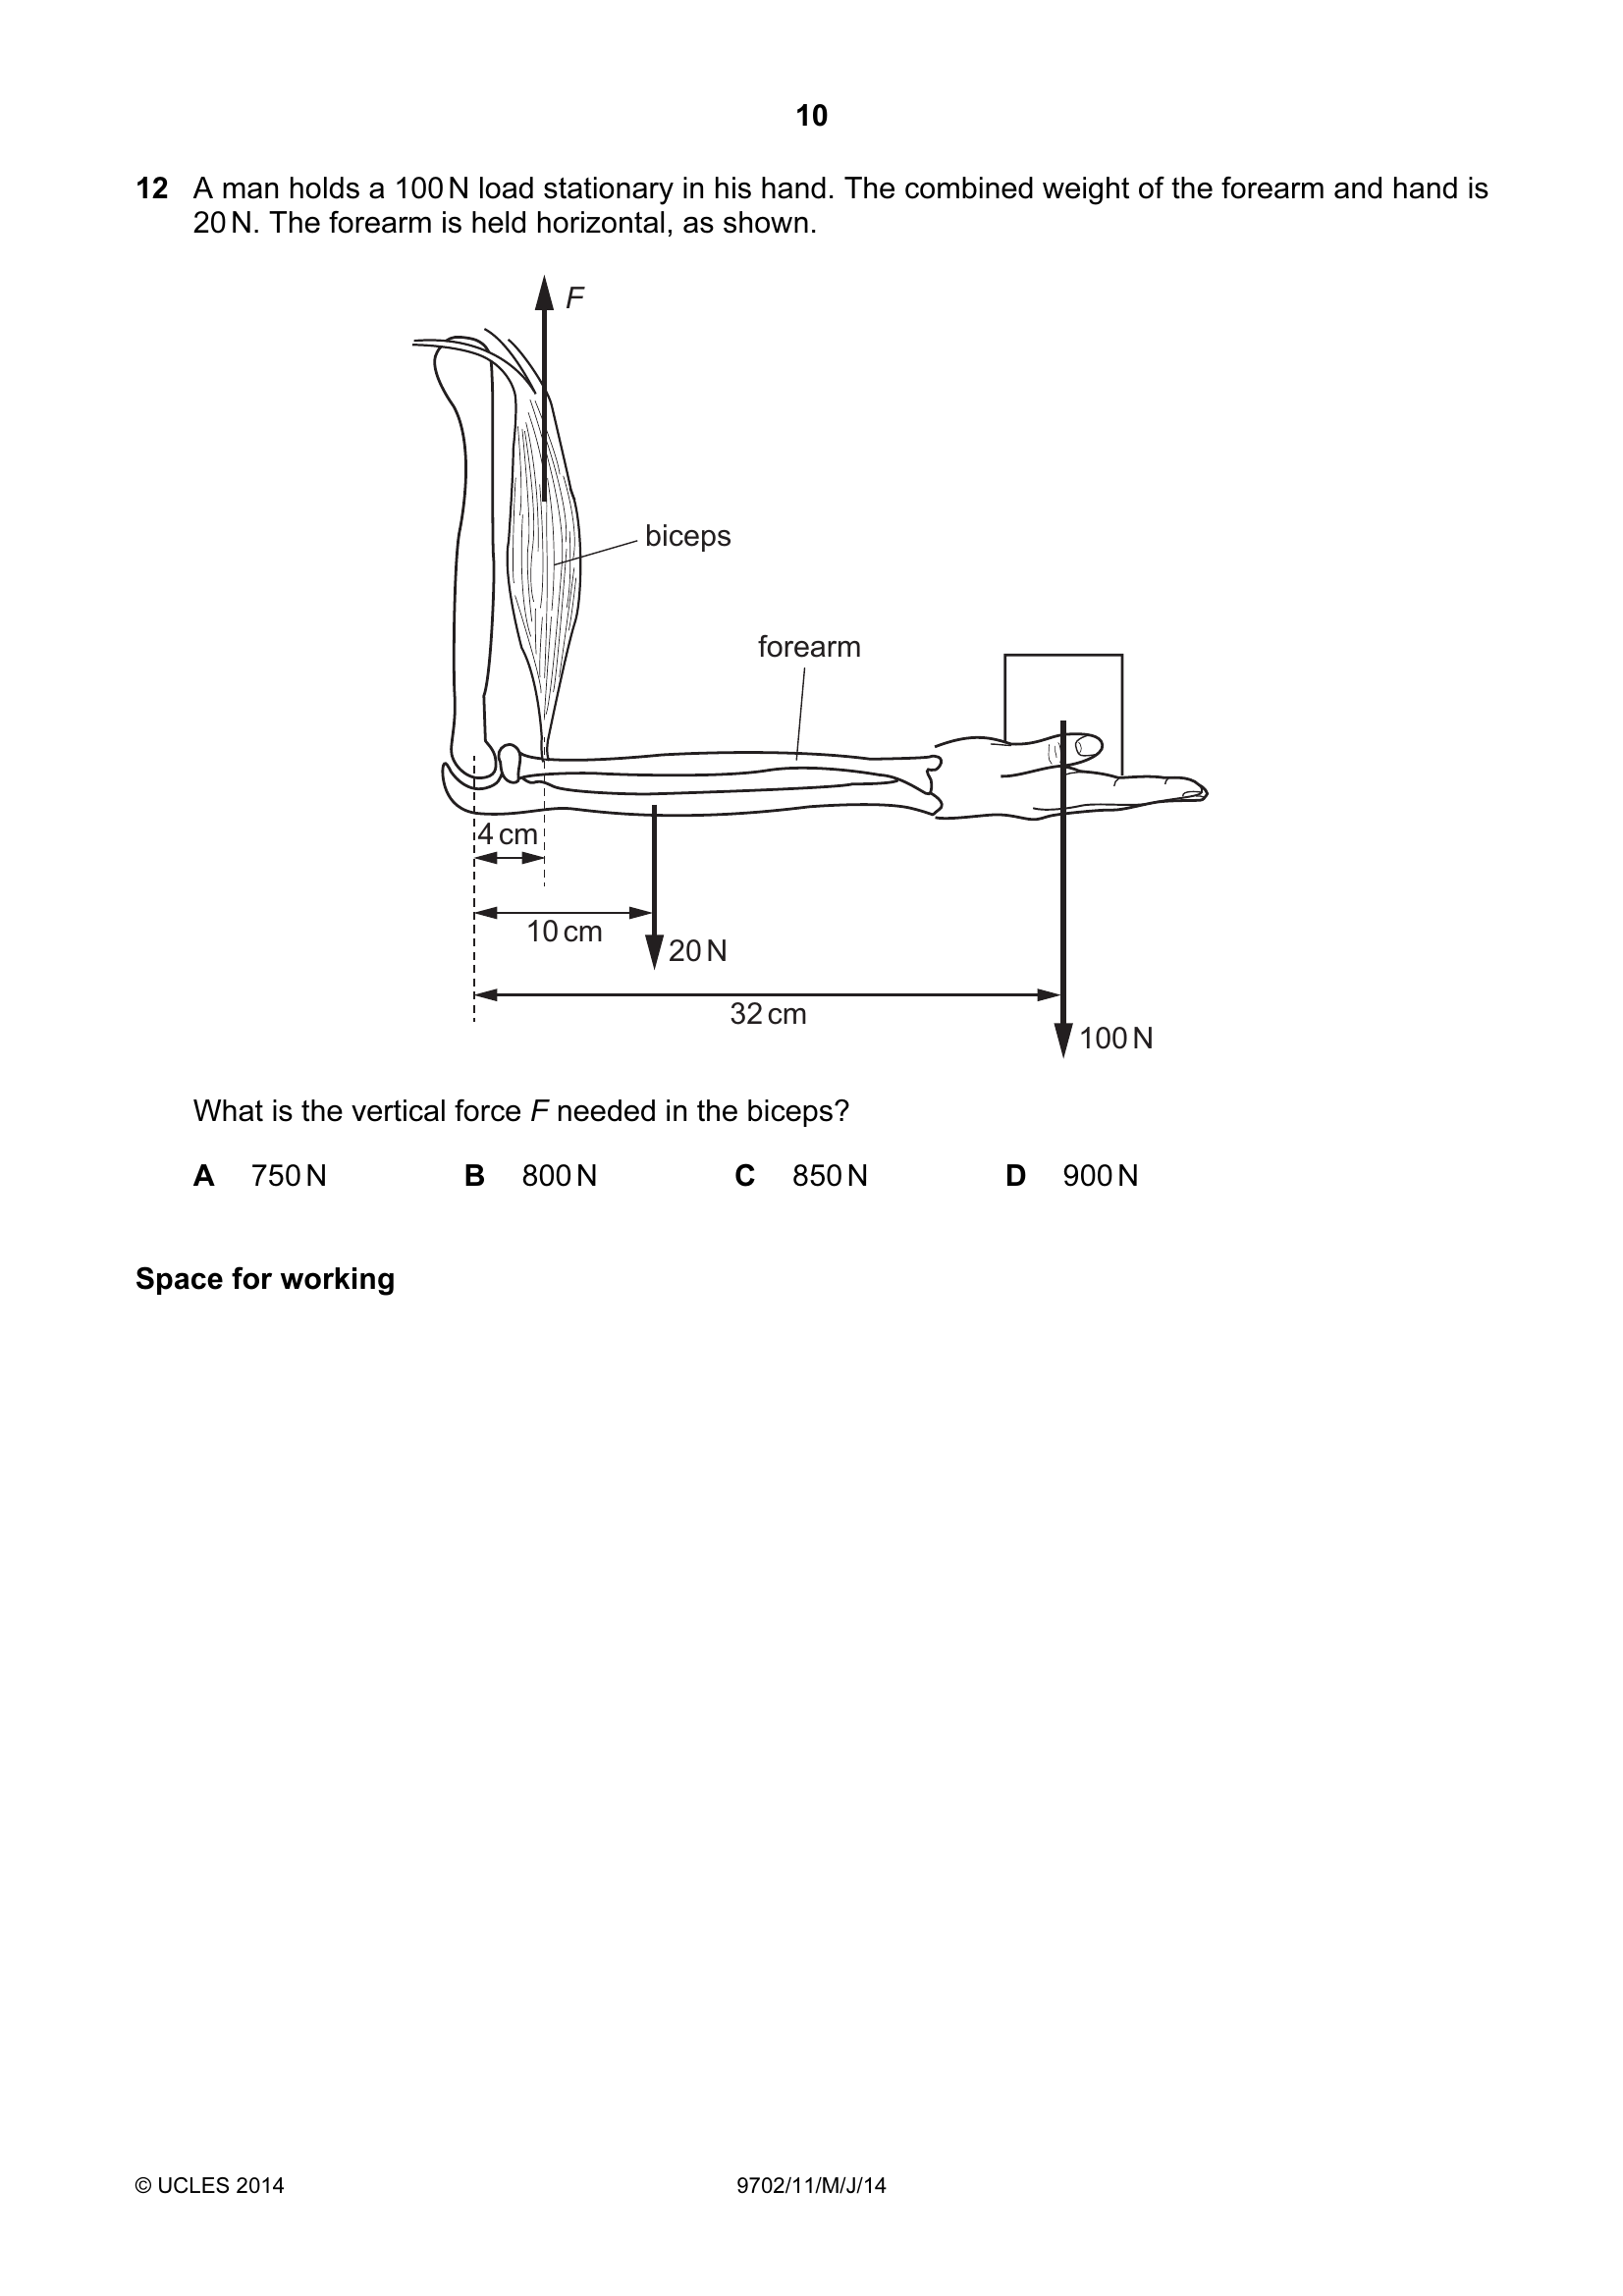 10
12 A man holds a 100 N load stationary in his hand. The combined weight of the forearm and hand is
20 N. The forearm is held horizontal, as shown.
F
biceps
forearm
4 cm
10 cm
20 N
32 cm
100 N
What is the vertical force F needed in the biceps?
A 750 N B 800 N C 850 N D 900 N
Space for working
© UCLES 2014 9702/11/M/J/14